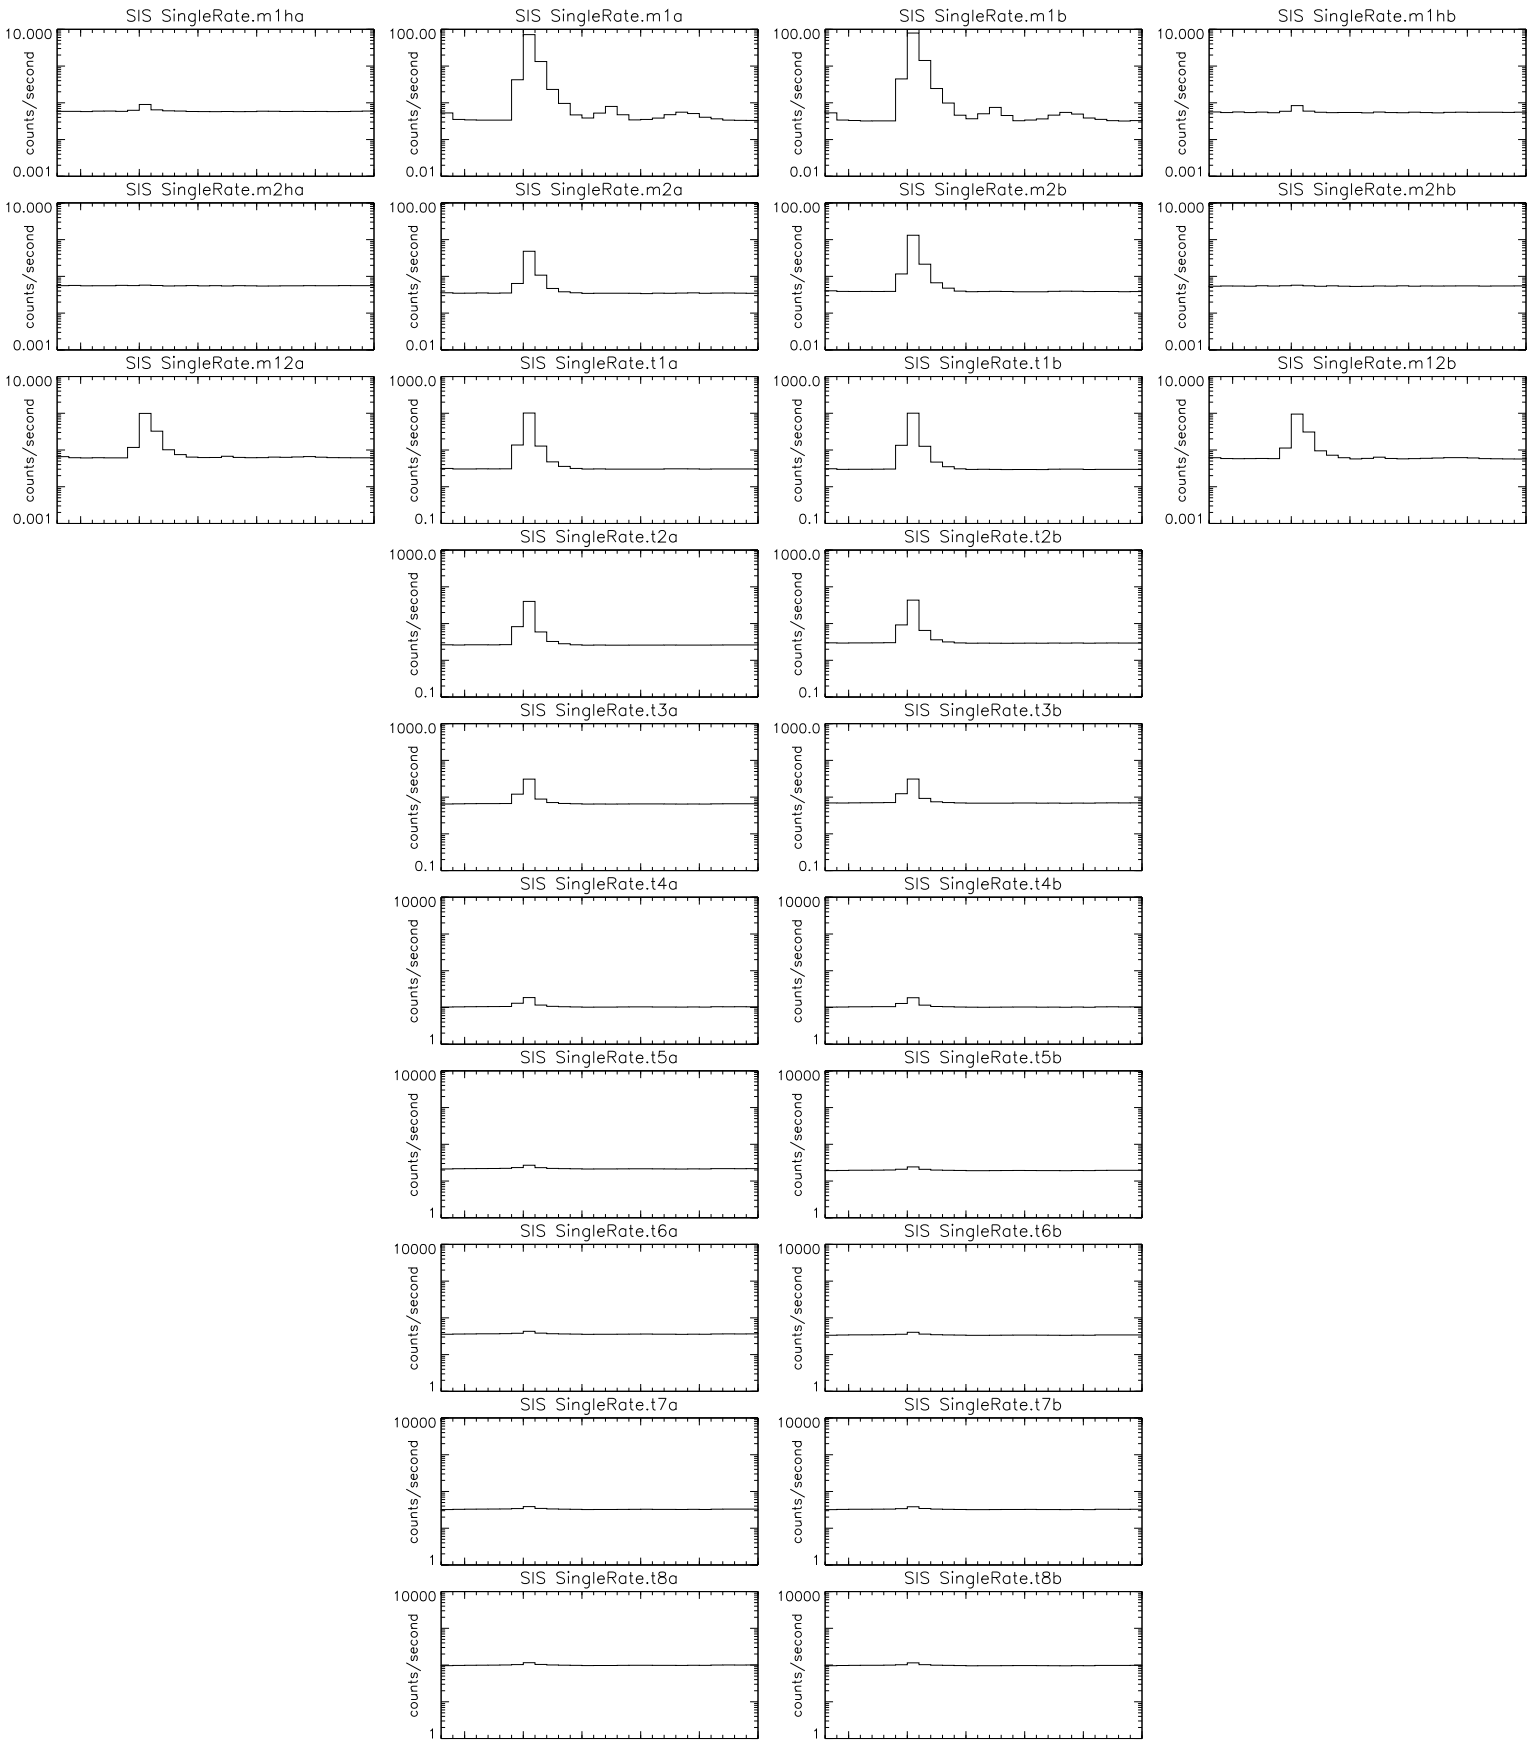 SIS SingleRate.m1ha
10.000
counts/second
0.001
SIS SingleRate.m1a
100.00
counts/second
0.01
SIS SingleRate.m1b
100.00
counts/second
0.01
SIS SingleRate.m1hb
10.000
counts/second
0.001
SIS SingleRate.m2ha
10.000
counts/second
0.001
SIS SingleRate.m2a
100.00
counts/second
0.01
SIS SingleRate.m2b
100.00
counts/second
0.01
SIS SingleRate.m2hb
10.000
counts/second
0.001
SIS SingleRate.m12a
10.000
counts/second
0.001
SIS SingleRate.t1a
1000.0
counts/second
0.1
SIS SingleRate.t1b
1000.0
counts/second
0.1
SIS SingleRate.m12b
10.000
counts/second
0.001
SIS SingleRate.t2a
1000.0
counts/second
0.1
SIS SingleRate.t2b
1000.0
counts/second
0.1
SIS SingleRate.t3a
1000.0
counts/second
0.1
SIS SingleRate.t3b
1000.0
counts/second
0.1
SIS SingleRate.t4a
10000
counts/second
1
SIS SingleRate.t4b
10000
counts/second
1
SIS SingleRate.t5a
10000
counts/second
1
SIS SingleRate.t5b
10000
counts/second
1
SIS SingleRate.t6a
10000
counts/second
1
SIS SingleRate.t6b
10000
counts/second
1
SIS SingleRate.t7a
10000
counts/second
1
SIS SingleRate.t7b
10000
counts/second
1
SIS SingleRate.t8a
10000
counts/second
1
SIS SingleRate.t8b
10000
counts/second
1